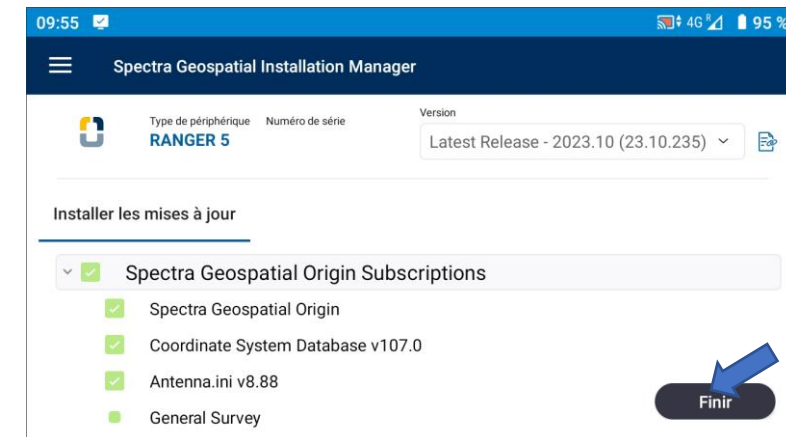 09:55 4G R 95 %
Spectra Geospatial Installation Manager
Type de périphérique Numéro de série Version
RANGER 5 Latest Release - 2023.10 (23.10.235)
Installer les mises à jour
Spectra Geospatial Origin Subscriptions
Spectra Geospatial Origin
Coordinate System Database v107.0
Antenna.ini v8.88
Finir
General Survey